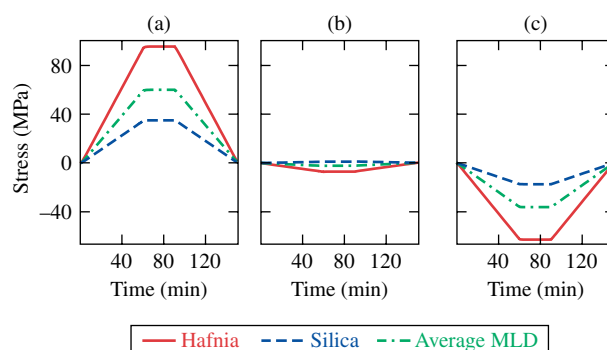 (a) (b) (c)
Stress (MPa)
80
40
0
−40
40 80 120 40 80 120 40 80 120
Time (min) Time (min) Time (min)
Hafnia Silica Average MLD